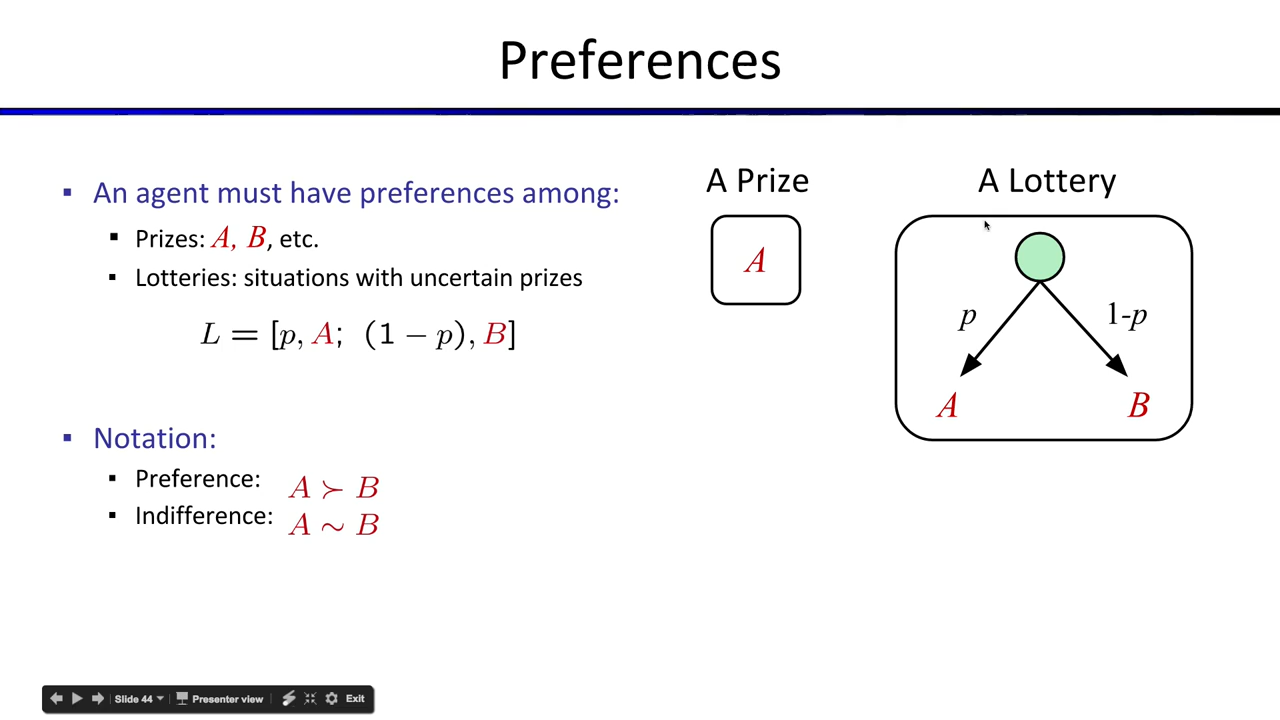 Preferences
▪ An agent must have preferences among:
▪ Prizes: A, B, etc.
▪ Lotteries: situations with uncertain prizes
L = [p, A; (1 − p), B]
▪ Notation:
▪ Preference: A ≻ B
▪ Indifference: A ∼ B
A Prize
A
A Lottery
p
1-p
A
B
Slide 44
Presenter view
Exit